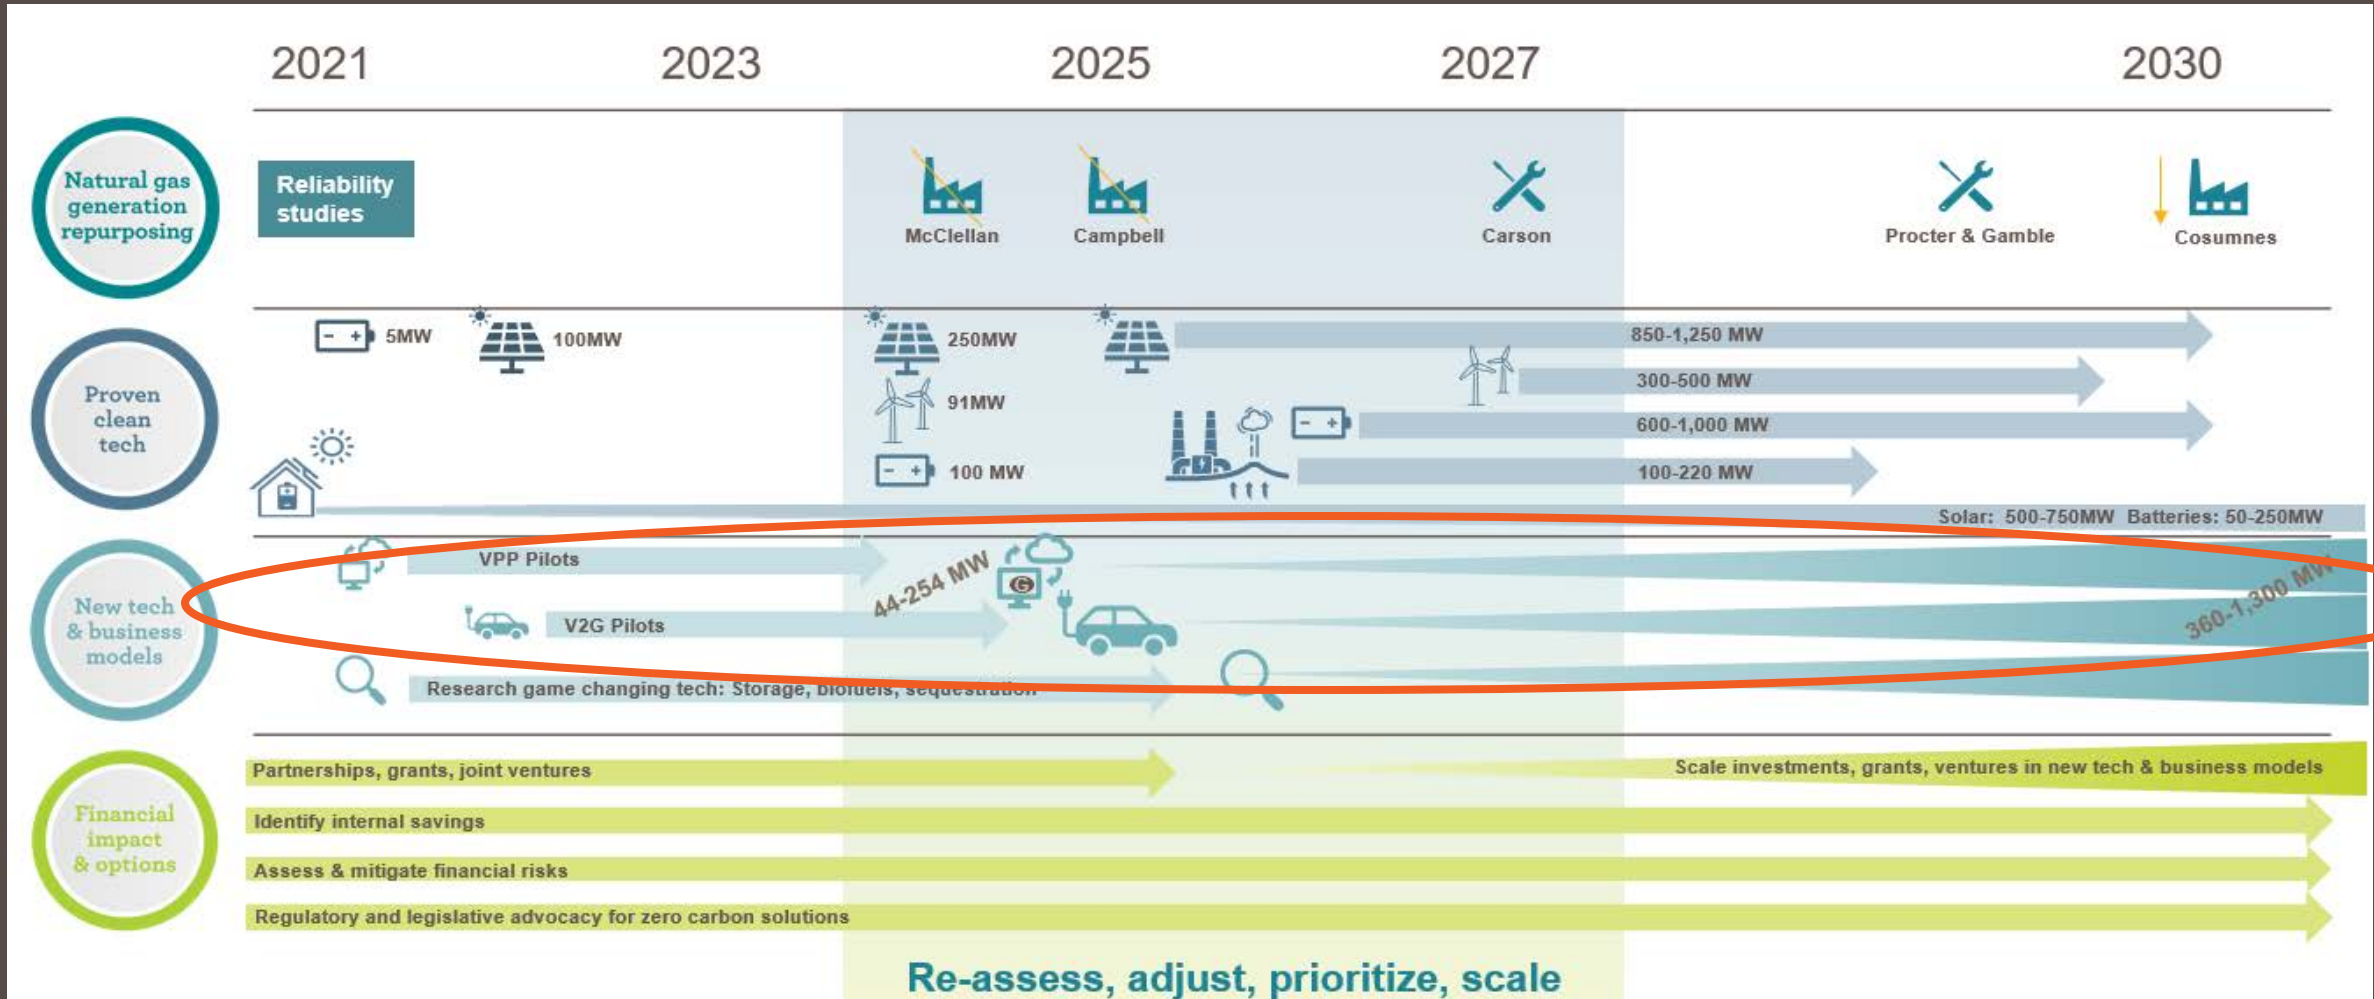 2021 2023 2025 2027 2030
Natural gas
generation
repurposing
Reliability
studies
McClellan
Campbell
Carson
Procter & Gamble
Cosumnes
Proven
clean
tech
5MW
100MW
250MW
91MW
100 MW
850-1,250 MW
300-500 MW
600-1,000 MW
100-220 MW
Solar: 500-750MW Batteries: 50-250MW
New tech
& business
models
VPP Pilots
V2G Pilots
44-254 MW
G
360-1,300 MW
Research game changing tech: Storage, biofuels, sequestration
Financial
impact
& options
Partnerships, grants, joint ventures
Scale investments, grants, ventures in new tech & business models
Identify internal savings
Assess & mitigate financial risks
Regulatory and legislative advocacy for zero carbon solutions
Re-assess, adjust, prioritize, scale